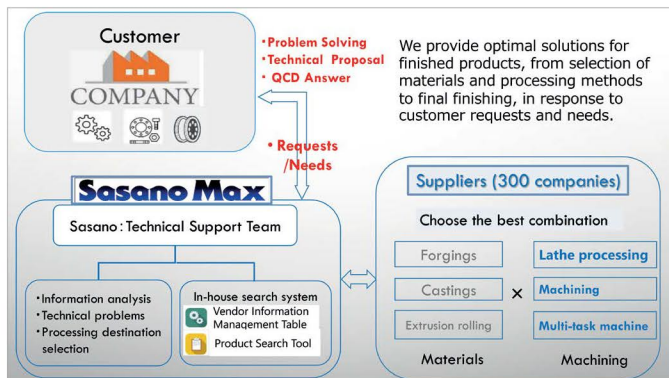 Customer
COMPANY
•Problem Solving
•Technical Proposal
•QCD Answer
We provide optimal solutions for
finished products, from selection of
materials and processing methods
to final finishing, in response to
customer requests and needs.
•Requests
/Needs
Sasano Max
Sasano：Technical Support Team
•Information analysis
•Technical problems
•Processing destination
selection
In-house search system
Vendor Information
Management Table
Product Search Tool
Suppliers (300 companies)
Choose the best combination
Forgings
Castings
Extrusion rolling
Materials
×
Lathe processing
Machining
Multi-task machine
Machining